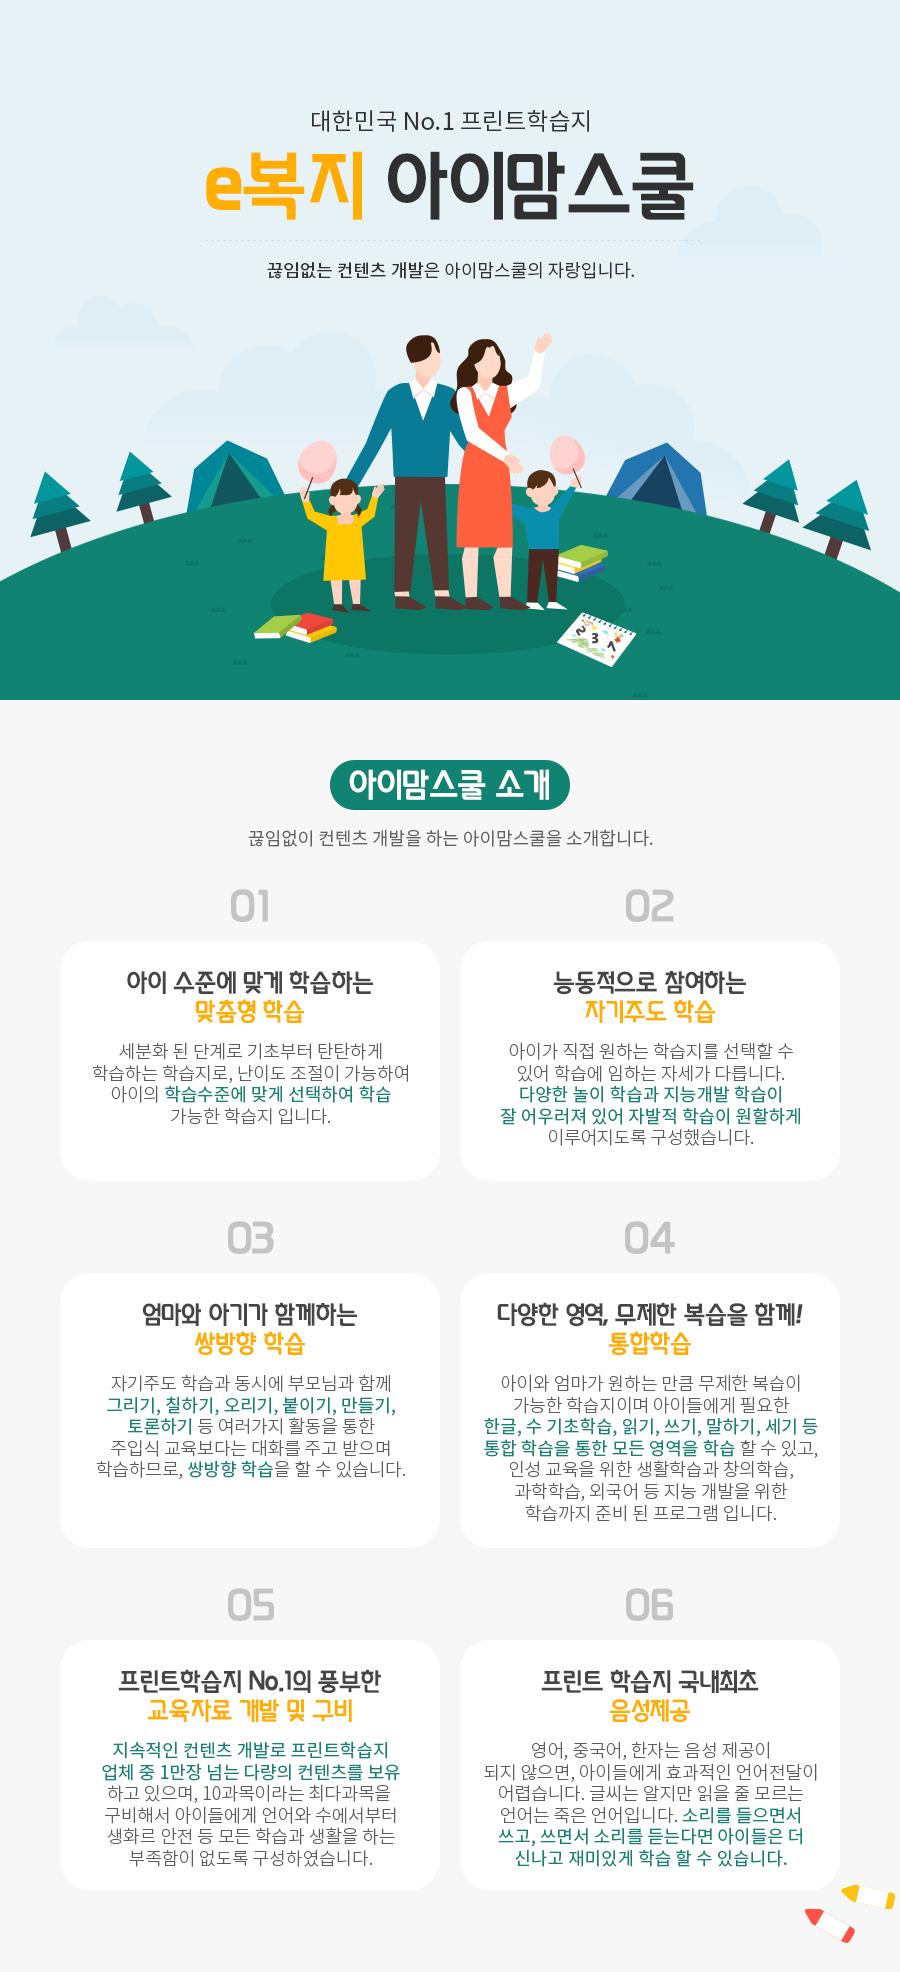 대한민국 No.1 프린트학습지
e복지 아이맘스쿨
끊임없는 컨텐츠 개발은 아이맘스쿨의 자랑입니다.
2 3 7
아이맘스쿨 소개
끊임없이 컨텐츠 개발을 하는 아이맘스쿨을 소개합니다.
01
아이 수준에 맞게 학습하는
맞춤형 학습
세분화 된 단계로 기초부터 탄탄하게
학습하는 학습지로, 난이도 조절이 가능하여
아이의 학습수준에 맞게 선택하여 학습
가능한 학습지 입니다.
02
능동적으로 참여하는
자기주도 학습
아이가 직접 원하는 학습지를 선택할 수
있어 학습에 임하는 자세가 다릅니다.
다양한 놀이 학습과 지능개발 학습이
잘 어우러져 있어 자발적 학습이 원할하게
이루어지도록 구성했습니다.
03
엄마와 아기가 함께하는
쌍방향 학습
자기주도 학습과 동시에 부모님과 함께
그리기, 칠하기, 오리기, 붙이기, 만들기,
토론하기 등 여러가지 활동을 통한
주입식 교육보다는 대화를 주고 받으며
학습하므로, 쌍방향 학습을 할 수 있습니다.
04
다양한 영역, 무제한 복습을 함께!
통합학습
아이와 엄마가 원하는 만큼 무제한 복습이
가능한 학습지이며 아이들에게 필요한
한글, 수 기초학습, 읽기, 쓰기, 말하기, 세기 등
통합 학습을 통한 모든 영역을 학습 할 수 있고,
인성 교육을 위한 생활학습과 창의학습,
과학학습, 외국어 등 지능 개발을 위한
학습까지 준비 된 프로그램 입니다.
05
프린트학습지 No.1의 풍부한
교육자료 개발 및 구비
지속적인 컨텐츠 개발로 프린트학습지
업체 중 1만장 넘는 다량의 컨텐츠를 보유
하고 있으며, 10과목이라는 최다과목을
구비해서 아이들에게 언어와 수에서부터
생화르 안전 등 모든 학습과 생활을 하는
부족함이 없도록 구성하였습니다.
06
프린트 학습지 국내최초
음성제공
영어, 중국어, 한자는 음성 제공이
되지 않으면, 아이들에게 효과적인 언어전달이
어렵습니다. 글씨는 알지만 읽을 줄 모르는
언어는 죽은 언어입니다. 소리를 들으면서
쓰고, 쓰면서 소리를 듣는다면 아이들은 더
신나고 재미있게 학습 할 수 있습니다.